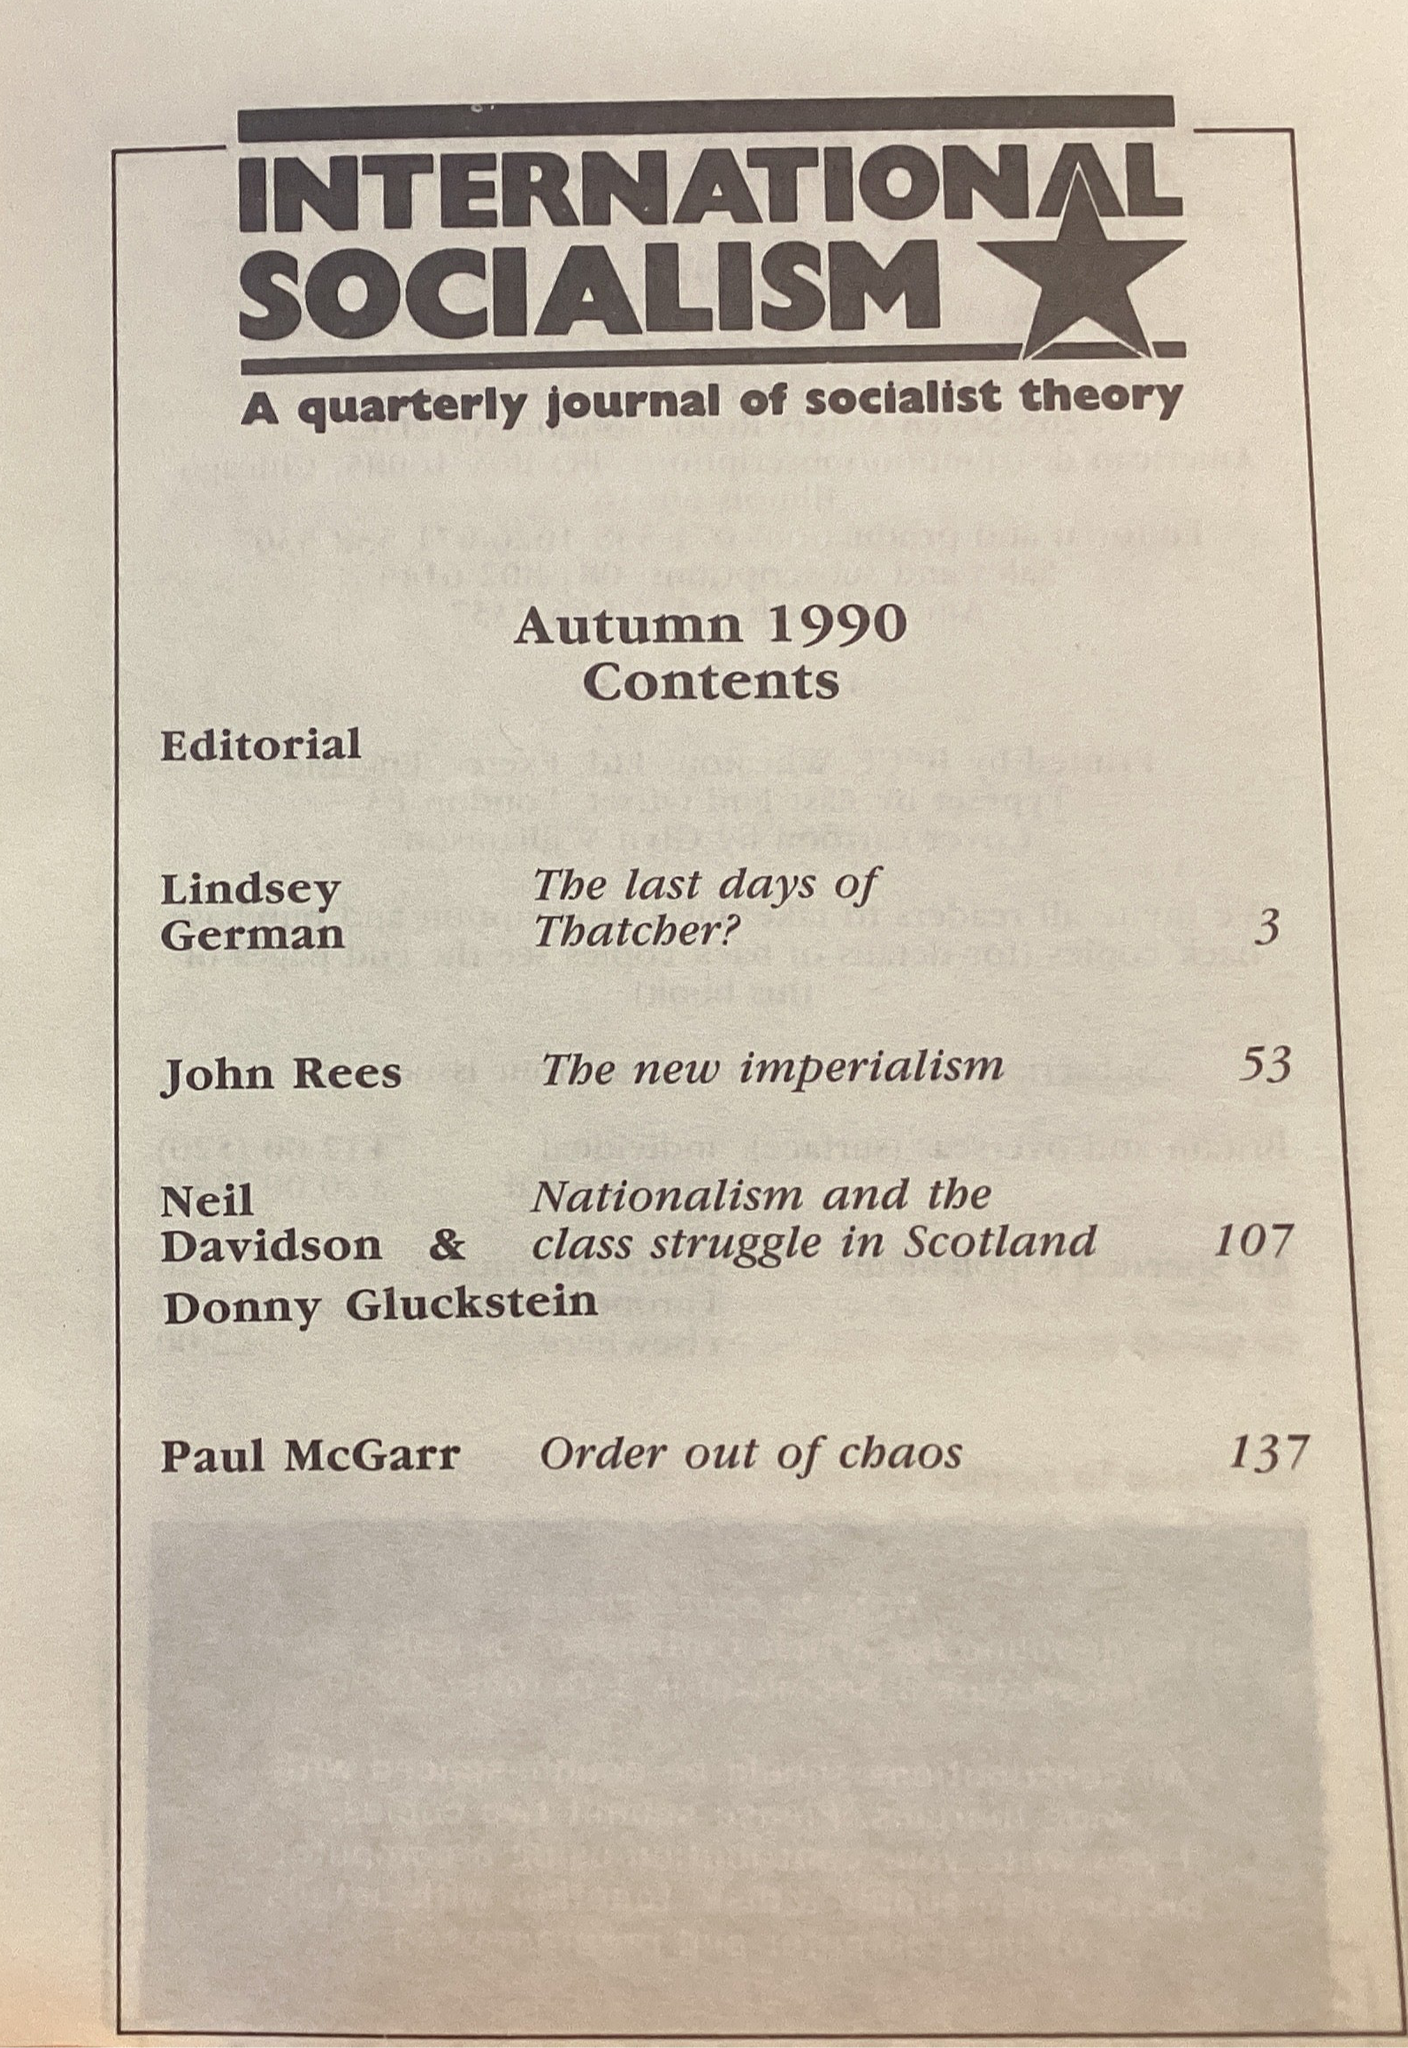 INTERNATIONAL
SOCIALISM
A quarterly journal of socialist theory
Autumn 1990
Contents
Editorial
Lindsey German The last days of Thatcher? 3
John Rees The new imperialism 53
Neil Davidson & Donny Gluckstein Nationalism and the class struggle in Scotland 107
Paul McGarr Order out of chaos 137